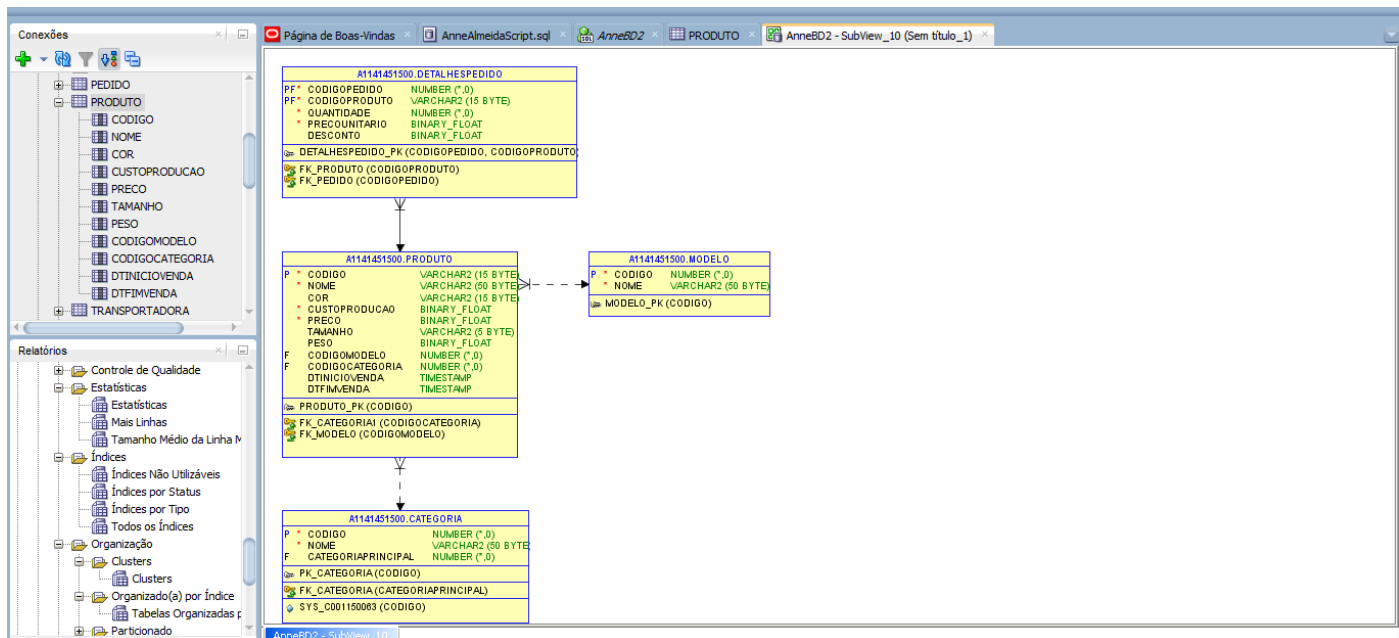 Conexões
PEDIDO
PRODUTO
CODIGO
NOME
COR
CUSTOPRODUCAO
PRECO
TAMANHO
PESO
CODIGOMODELO
CODIGOCATEGORIA
DTINICIOVENDA
DTFIMVENDA
TRANSPORTADORA
Relatórios
Controle de Qualidade
Estatísticas
Estatísticas
Mais Linhas
Tamanho Médio da Linha M
Índices
Índices Não Utilizáveis
Índices por Status
Índices por Tipo
Todos os Índices
Organização
Clusters
Clusters
Organizado(a) por Índice
Tabelas Organizadas p
Particionado
Página de Boas-Vindas AnneAlmeidaScript.sql AnneBD2 PRODUTO AnneBD2 - SubView_10 (Sem título_1)
A1141451500.DETALHESPEDIDO
PF* CODIGOPEDIDO NUMBER (*,0)
PF* CODIGOPRODUTO VARCHAR2 (15 BYTE)
* QUANTIDADE NUMBER (*,0)
* PRECOUNITARIO BINARY_FLOAT
DESCONTO BINARY_FLOAT
DETALHESPEDIDO_PK (CODIGOPEDIDO, CODIGOPRODUTO)
FK_PRODUTO (CODIGOPRODUTO)
FK_PEDIDO (CODIGOPEDIDO)
A1141451500.PRODUTO
P * CODIGO VARCHAR2 (15 BYTE)
* NOME VARCHAR2 (50 BYTE)
COR VARCHAR2 (15 BYTE)
* CUSTOPRODUCAO BINARY_FLOAT
* PRECO BINARY_FLOAT
TAMANHO VARCHAR2 (5 BYTE)
PESO BINARY_FLOAT
F CODIGOMODELO NUMBER (*,0)
F CODIGOCATEGORIA NUMBER (*,0)
DTINICIOVENDA TIMESTAMP
DTFIMVENDA TIMESTAMP
PRODUTO_PK (CODIGO)
FK_CATEGORIA1 (CODIGOCATEGORIA)
FK_MODELO (CODIGOMODELO)
A1141451500.MODELO
P * CODIGO NUMBER (*,0)
* NOME VARCHAR2 (50 BYTE)
MODELO_PK (CODIGO)
A1141451500.CATEGORIA
P * CODIGO NUMBER (*,0)
* NOME VARCHAR2 (50 BYTE
F CATEGORIAPRINCIPAL NUMBER (*,0)
PK_CATEGORIA (CODIGO)
FK_CATEGORIA (CATEGORIAPRINCIPAL)
SYS_C001150063 (CODIGO)
AnneBD2 - SubView_10